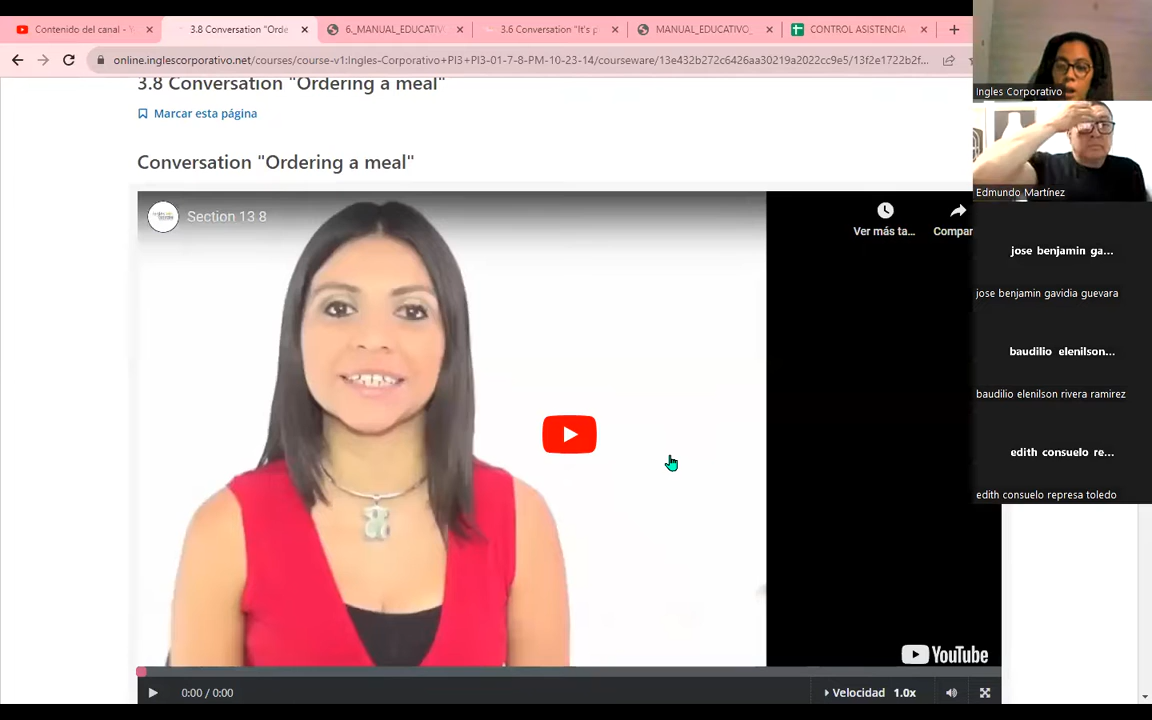 Contenido del canal - Y
3.8 Conversation "Orde
6._MANUAL_EDUCATIV
3.6 Conversation "It's p
MANUAL_EDUCATIVO_
CONTROL ASISTENCIA
online.inglescorporativo.net/courses/course-v1:Ingles-Corporativo+PI3+PI3-01-7-8-PM-10-23-14/courseware/13e432b272c6426aa30219a2022cc9e5/13f2e1722b2f...
3.8 Conversation "Ordering a meal"
Marcar esta página
Conversation "Ordering a meal"
Section 13 8
Ver más ta...
Compar
YouTube
0:00 / 0:00
Velocidad 1.0x
Ingles Corporativo
Edmundo Martínez
jose benjamin ga...
jose benjamin gavidia guevara
baudilio elenilson...
baudilio elenilson rivera ramirez
edith consuelo re...
edith consuelo represa toledo